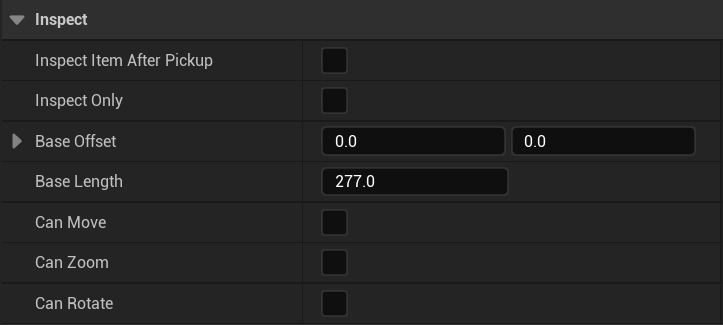 Inspect
Inspect Item After Pickup
Inspect Only
Base Offset 0.0 0.0
Base Length 277.0
Can Move
Can Zoom
Can Rotate